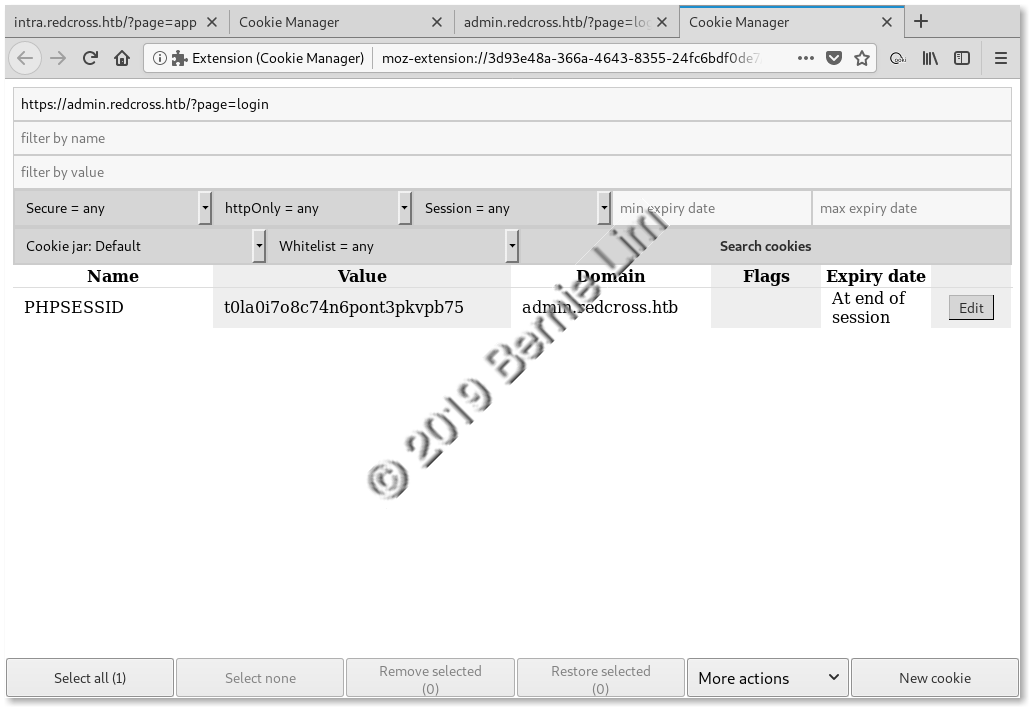 intra.redcross.htb/?page=app
Cookie Manager
admin.redcross.htb/?page=log
Cookie Manager
Extension (Cookie Manager)
moz-extension://3d93e48a-366a-4643-8355-24fc6bdf0de7
https://admin.redcross.htb/?page=login
filter by name
filter by value
Secure = any
httpOnly = any
Session = any
min expiry date
max expiry date
Cookie jar: Default
Whitelist = any
Search cookies
Name Value Domain Flags Expiry date
PHPSESSID t0la0i7o8c74n6pont3pkvpb75 admin.redcross.htb At end of
session
Edit
© 2019 Bernie Lim
Select all (1)
Select none
Remove selected
(0)
Restore selected
(0)
More actions
New cookie